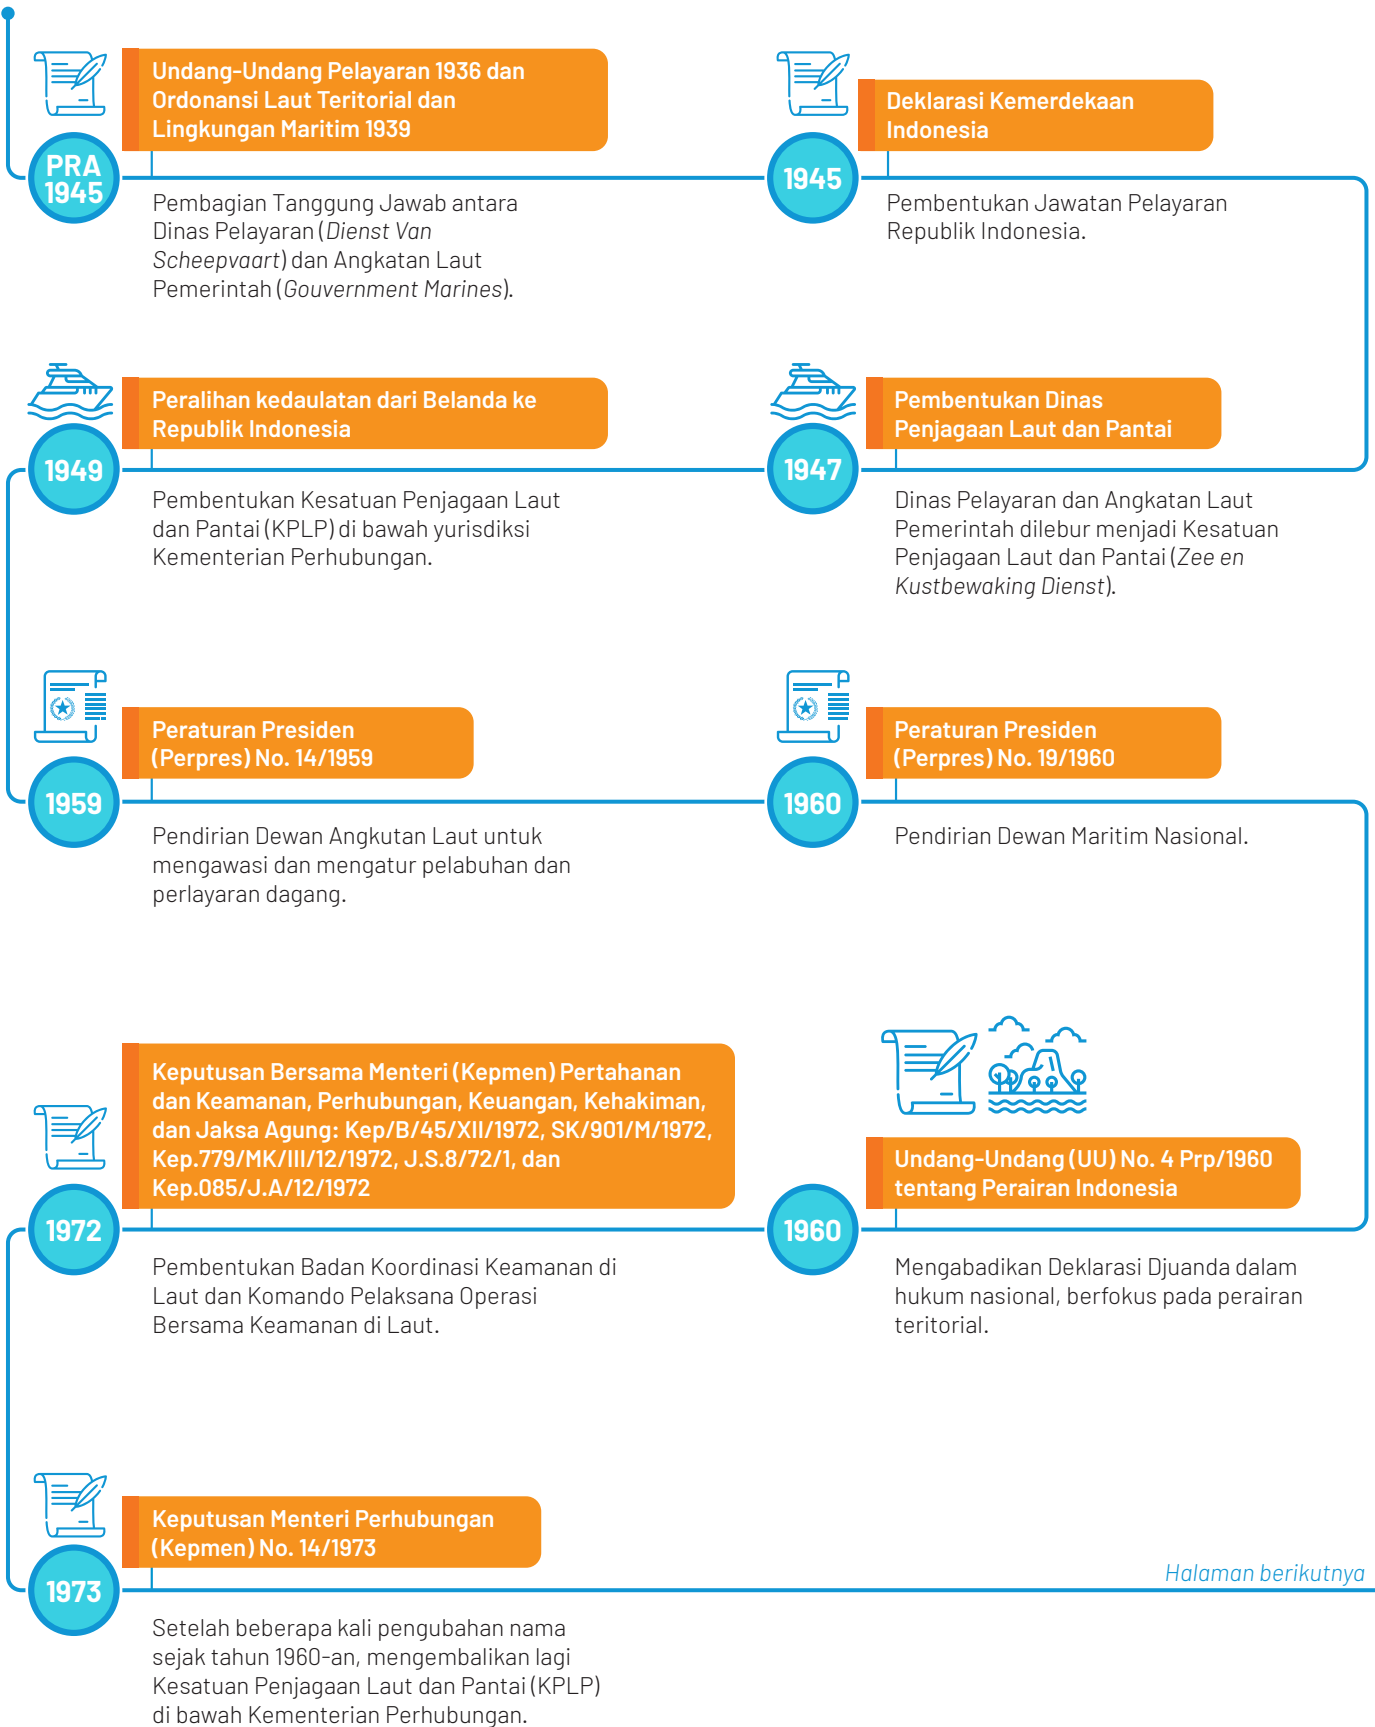 PRA
1945
Undang-Undang Pelayaran 1936 dan
Ordonansi Laut Teritorial dan
Lingkungan Maritim 1939
Pembagian Tanggung Jawab antara
Dinas Pelayaran (Dienst Van
Scheepvaart) dan Angkatan Laut
Pemerintah (Gouvernment Marines).
1945
Deklarasi Kemerdekaan
Indonesia
Pembentukan Jawatan Pelayaran
Republik Indonesia.
1947
Pembentukan Dinas
Penjagaan Laut dan Pantai
Dinas Pelayaran dan Angkatan Laut
Pemerintah dilebur menjadi Kesatuan
Penjagaan Laut dan Pantai (Zee en
Kustbewaking Dienst).
1949
Peralihan kedaulatan dari Belanda ke
Republik Indonesia
Pembentukan Kesatuan Penjagaan Laut
dan Pantai (KPLP) di bawah yurisdiksi
Kementerian Perhubungan.
1959
Peraturan Presiden
(Perpres) No. 14/1959
Pendirian Dewan Angkutan Laut untuk
mengawasi dan mengatur pelabuhan dan
perlayaran dagang.
1960
Peraturan Presiden
(Perpres) No. 19/1960
Pendirian Dewan Maritim Nasional.
1960
Undang-Undang (UU) No. 4 Prp/1960
tentang Perairan Indonesia
Mengabadikan Deklarasi Djuanda dalam
hukum nasional, berfokus pada perairan
teritorial.
1972
Keputusan Bersama Menteri (Kepmen) Pertahanan
dan Keamanan, Perhubungan, Keuangan, Kehakiman,
dan Jaksa Agung: Kep/B/45/XII/1972, SK/901/M/1972,
Kep.779/MK/III/12/1972, J.S.8/72/1, dan
Kep.085/J.A/12/1972
Pembentukan Badan Koordinasi Keamanan di
Laut dan Komando Pelaksana Operasi
Bersama Keamanan di Laut.
1973
Keputusan Menteri Perhubungan
(Kepmen) No. 14/1973
Setelah beberapa kali pengubahan nama
sejak tahun 1960-an, mengembalikan lagi
Kesatuan Penjagaan Laut dan Pantai (KPLP)
di bawah Kementerian Perhubungan.
Halaman berikutnya